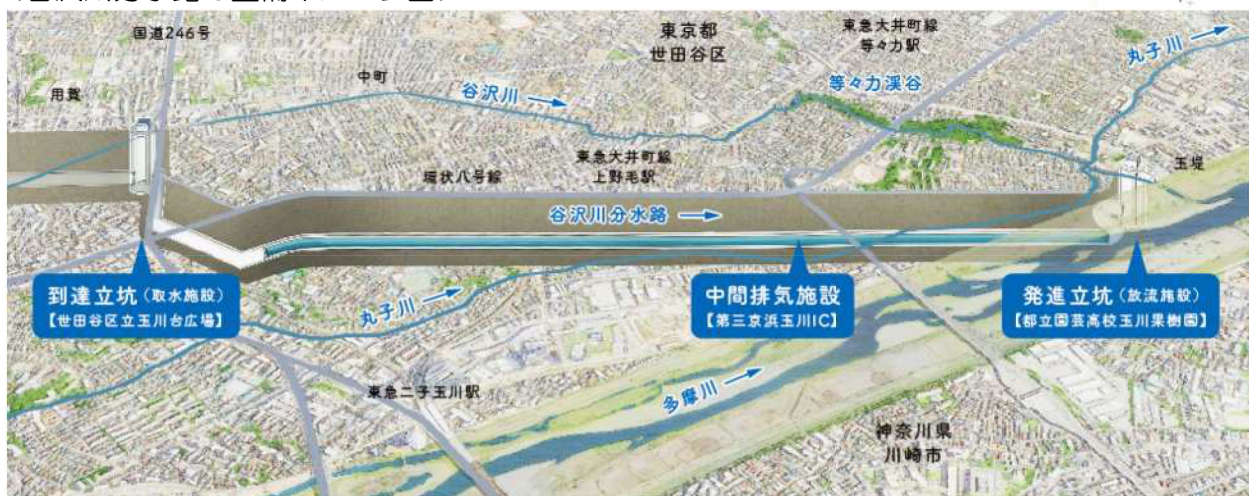 国道246号
東京都
世田谷区
東急大井町線
等々力駅
丸子川
用賀
中町
谷沢川
等々力渓谷
環状八号線
東急大井町線
上野毛駅
玉堤
谷沢川分水路
到達立坑（取水施設）
【世田谷区立玉川台広場】
丸子川
中間排気施設
【第三京浜玉川IC】
発進立坑（放流施設）
【都立園芸高校玉川果樹園】
東急二子玉川駅
多摩川
神奈川県
川崎市